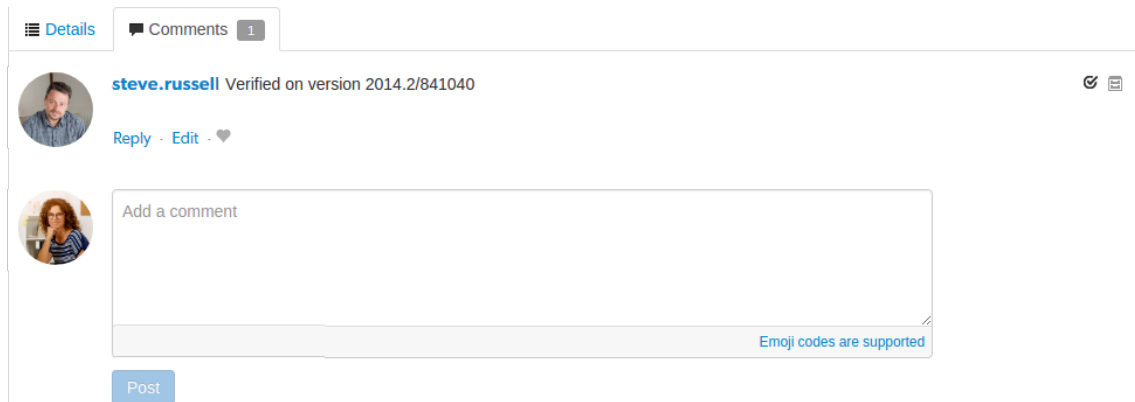 Details Comments 1
steve.russell Verified on version 2014.2/841040
Reply · Edit ·
Add a comment
Emoji codes are supported
Post